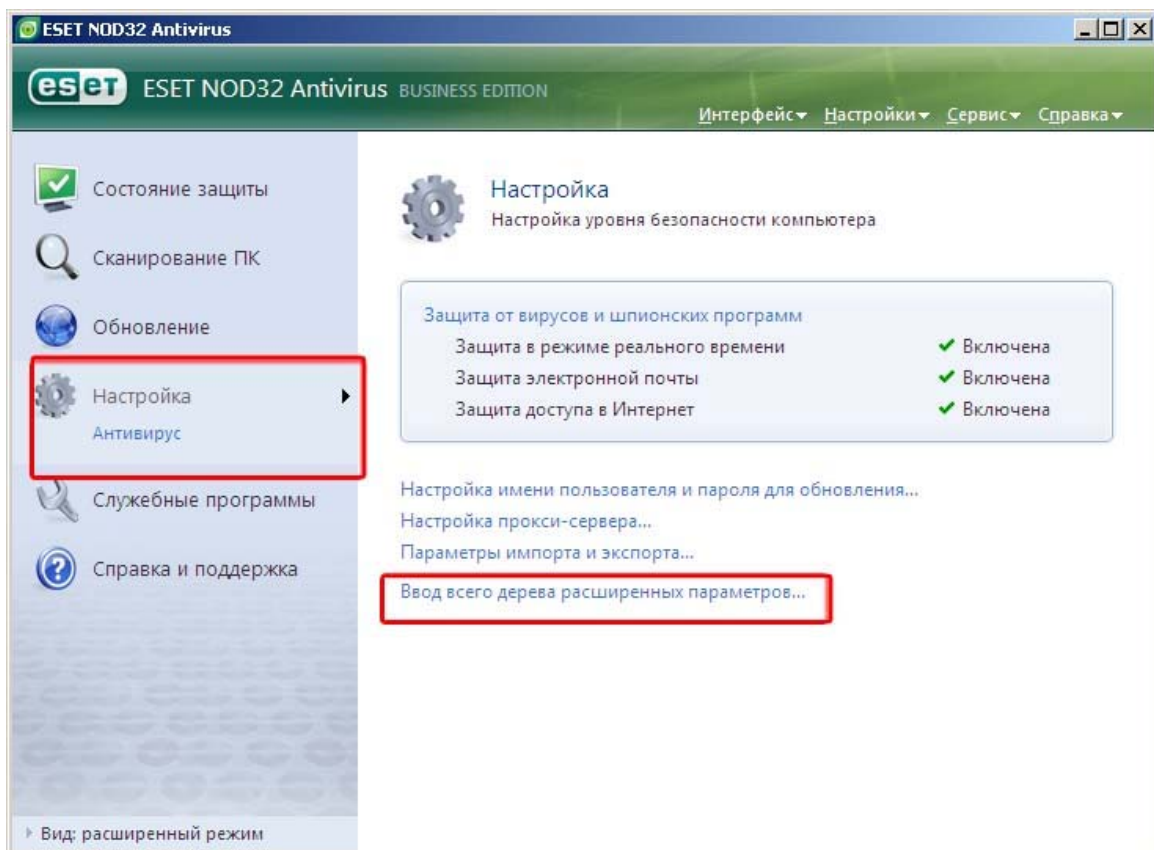 ESET NOD32 Antivirus
eset ESET NOD32 Antivirus BUSINESS EDITION
Интерфейс Настройки Сервис Справка
Состояние защиты
Сканирование ПК
Обновление
Настройка
Антивирус
Служебные программы
Справка и поддержка
Вид: расширенный режим
Настройка
Настройка уровня безопасности компьютера
Защита от вирусов и шпионских программ
Защита в режиме реального времени Включена
Защита электронной почты Включена
Защита доступа в Интернет Включена
Настройка имени пользователя и пароля для обновления...
Настройка прокси-сервера...
Параметры импорта и экспорта...
Ввод всего дерева расширенных параметров...